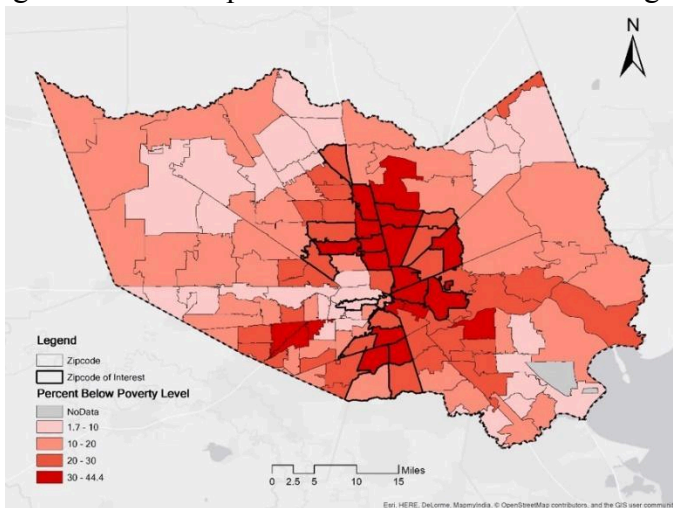 N
Legend
Zipcode
Zipcode of Interest
Percent Below Poverty Level
NoData
1.7 - 10
10 - 20
20 - 30
30 - 44.4
Miles
0 2.5 5 10 15
Esri, HERE, DeLorme, MapmyIndia, © OpenStreetMap contributors, and the GIS user communit